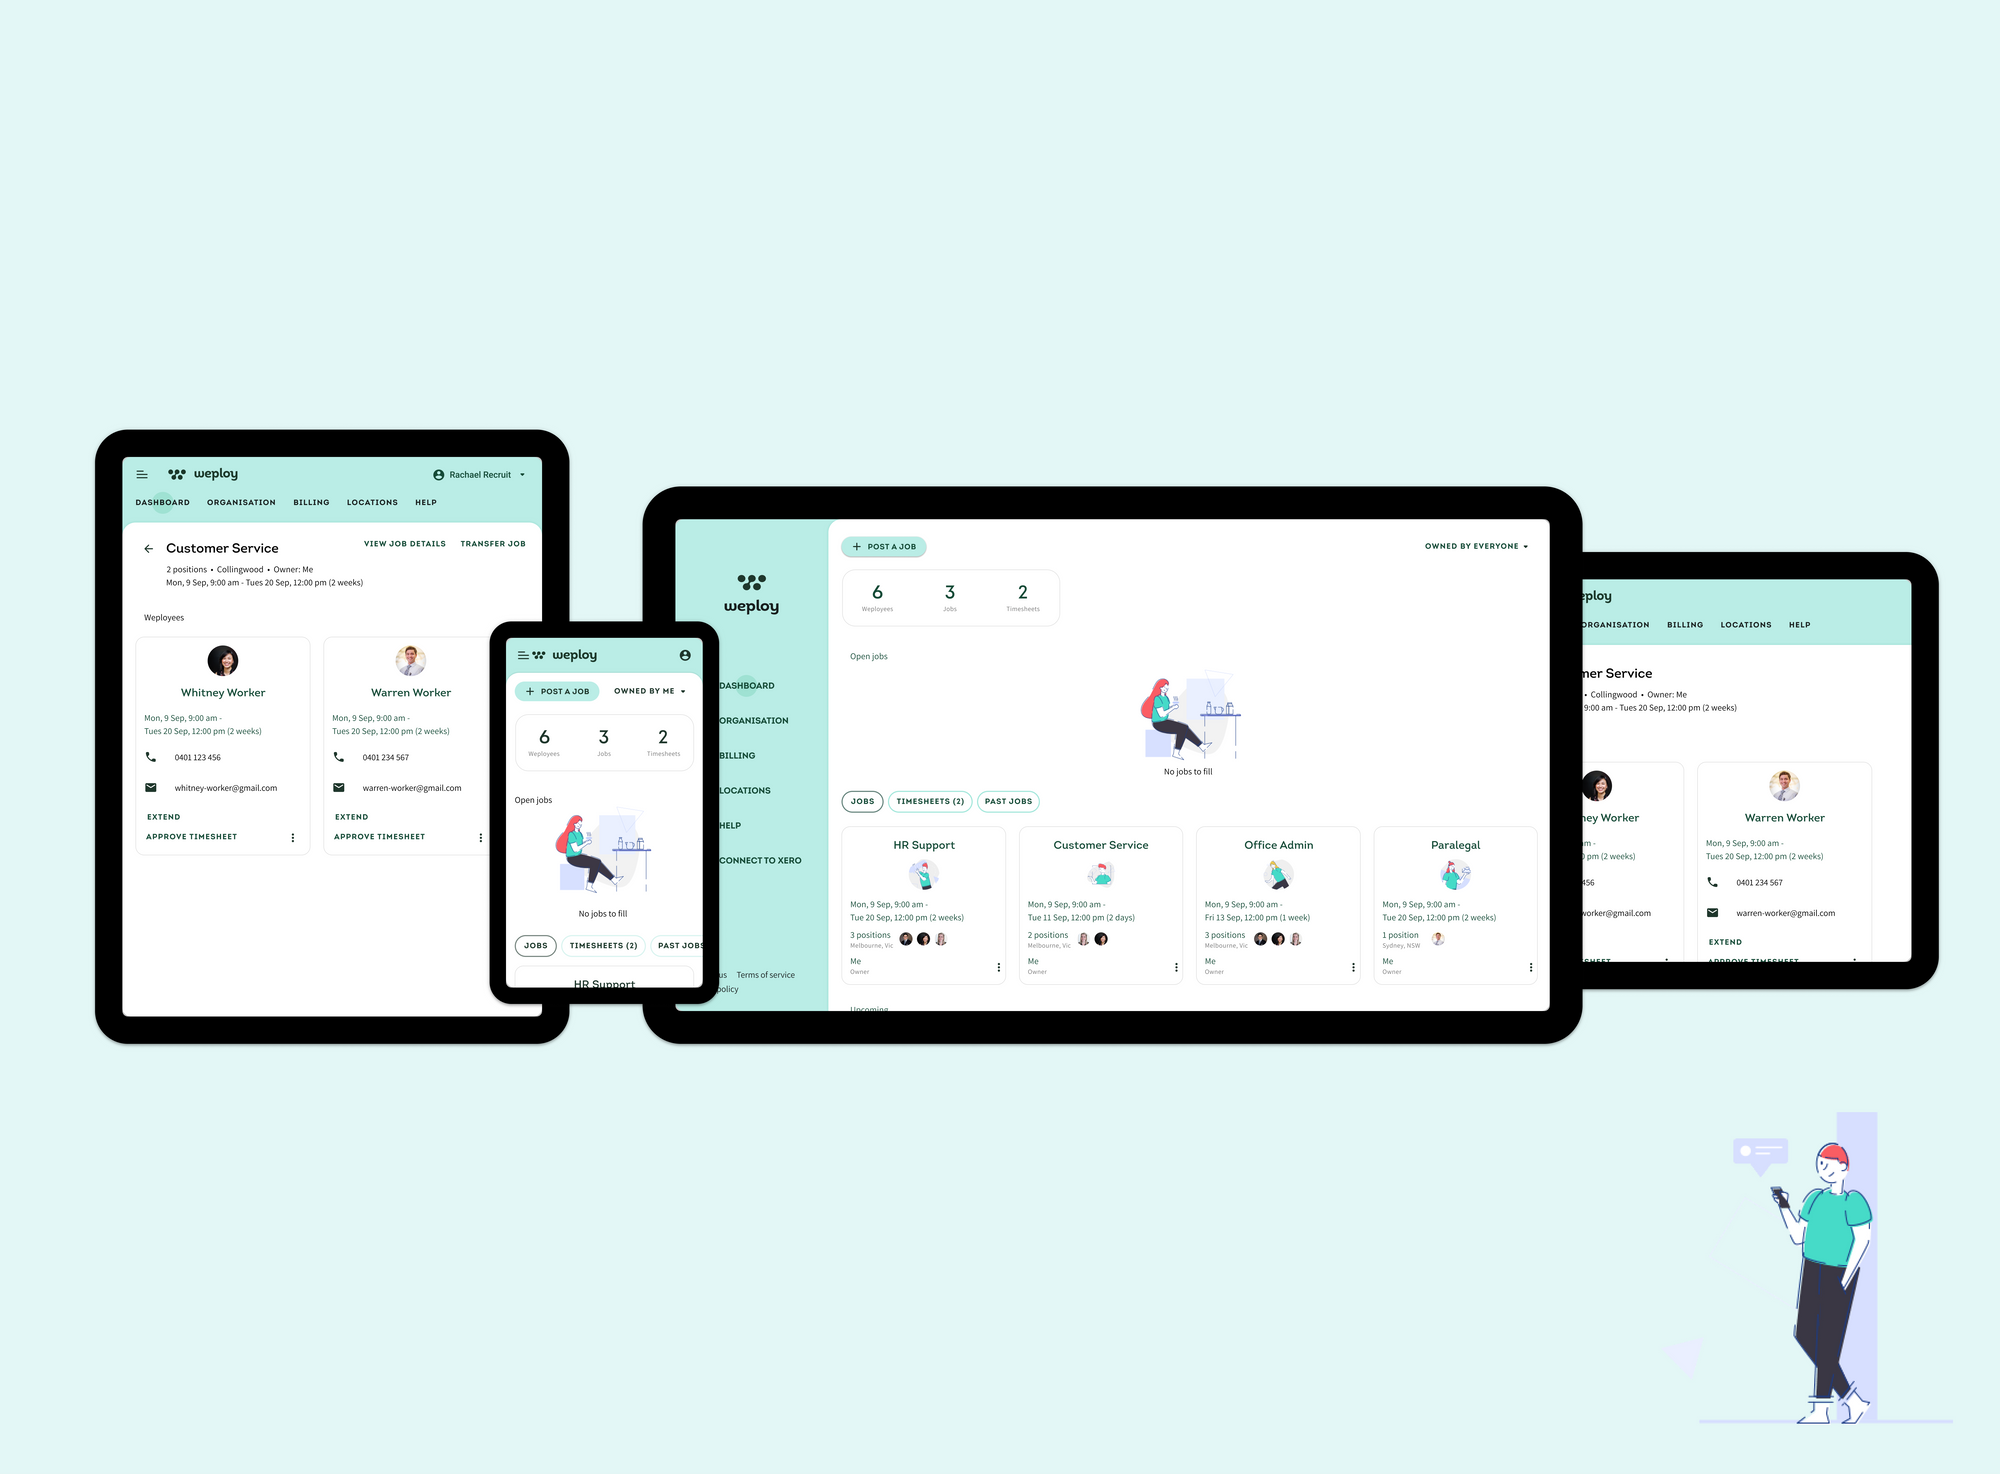 weploy
Rachael Recruit
DASHBOARD ORGANISATION BILLING LOCATIONS HELP
Customer Service
VIEW JOB DETAILS TRANSFER JOB
2 positions • Collingwood • Owner: Me
Mon, 9 Sep, 9:00 am - Tues 20 Sep, 12:00 pm (2 weeks)
Weployees
Whitney Worker
Mon, 9 Sep, 9:00 am -
Tues 20 Sep, 12:00 pm (2 weeks)
0401 123 456
whitney-worker@gmail.com
EXTEND
APPROVE TIMESHEET
Warren Worker
Mon, 9 Sep, 9:00 am -
Tues 20 Sep, 12:00 pm (2 weeks)
0401 234 567
warren-worker@gmail.com
EXTEND
APPROVE TIMESHEET
weploy
+ POST A JOB
OWNED BY ME
6 3 2
Weployees Jobs Timesheets
Open jobs
No jobs to fill
JOBS TIMESHEETS (2) PAST JOBS
HR Support
weploy
DASHBOARD
ORGANISATION
BILLING
LOCATIONS
HELP
CONNECT TO XERO
us Terms of service
policy
+ POST A JOB
OWNED BY EVERYONE
6 3 2
Weployees Jobs Timesheets
Open jobs
No jobs to fill
JOBS TIMESHEETS (2) PAST JOBS
HR Support
Mon, 9 Sep, 9:00 am -
Tue 20 Sep, 12:00 pm (2 weeks)
3 positions
Melbourne, Vic
Me
Owner
Customer Service
Mon, 9 Sep, 9:00 am -
Tue 11 Sep, 12:00 pm (2 days)
2 positions
Melbourne, Vic
Me
Owner
Office Admin
Mon, 9 Sep, 9:00 am -
Fri 13 Sep, 12:00 pm (1 week)
3 positions
Melbourne, Vic
Me
Owner
Paralegal
Mon, 9 Sep, 9:00 am -
Tue 20 Sep, 12:00 pm (2 weeks)
1 position
Sydney, NSW
Me
Owner
Upcoming
eploy
ORGANISATION BILLING LOCATIONS HELP
mer Service
• Collingwood • Owner: Me
9:00 am - Tues 20 Sep, 12:00 pm (2 weeks)
ney Worker
m -
pm (2 weeks)
456
worker@gmail.com
Warren Worker
Mon, 9 Sep, 9:00 am -
Tues 20 Sep, 12:00 pm (2 weeks)
0401 234 567
warren-worker@gmail.com
EXTEND
APPROVE TIMESHEET